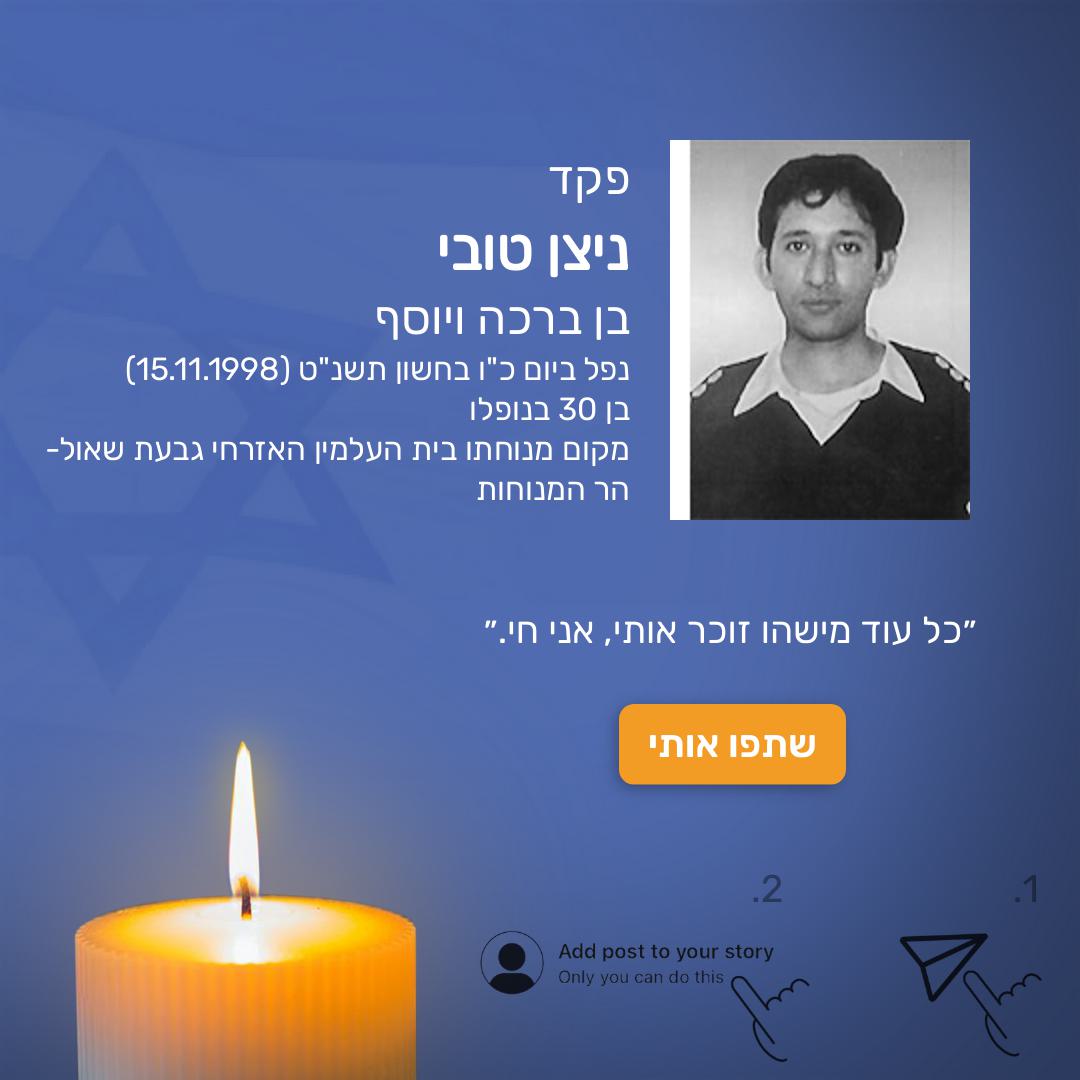 פקד
ניצן טובי
בן ברכה ויוסף
נפל ביום כ"ו בחשון תשנ"ט (15.11.1998)
בן 30 בנופלו
מקום מנוחתו בית העלמין האזרחי גבעת שאול-
הר המנוחות
״כל עוד מישהו זוכר אותי, אני חי.״
שתפו אותי
1.
2.
Add post to your story
Only you can do this